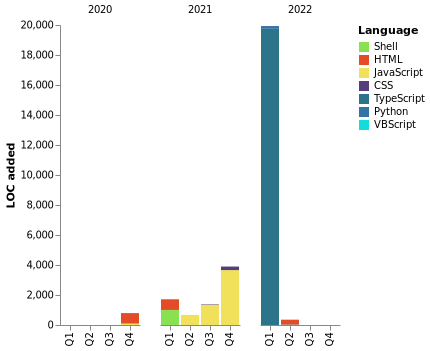 2020 2021 2022
Language
Shell
HTML
JavaScript
CSS
TypeScript
Python
VBScript
LOC added
20,000
18,000
16,000
14,000
12,000
10,000
8,000
6,000
4,000
2,000
0
Q1 Q2 Q3 Q4 Q1 Q2 Q3 Q4 Q1 Q2 Q3 Q4